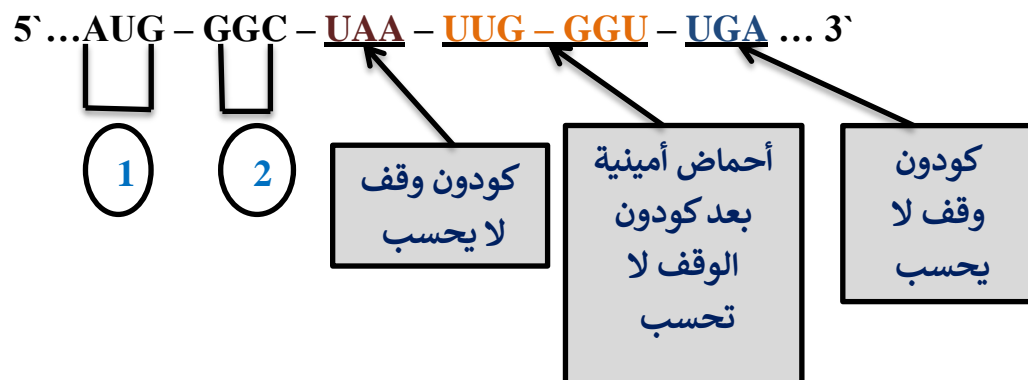 5` …AUG – GGC – UAA – UUG – GGU – UGA … 3`
1
2
كودون وقف
لا يحسب
أحماض أمينية
بعد كودون
الوقف لا
تحسب
كودون
وقف لا
يحسب